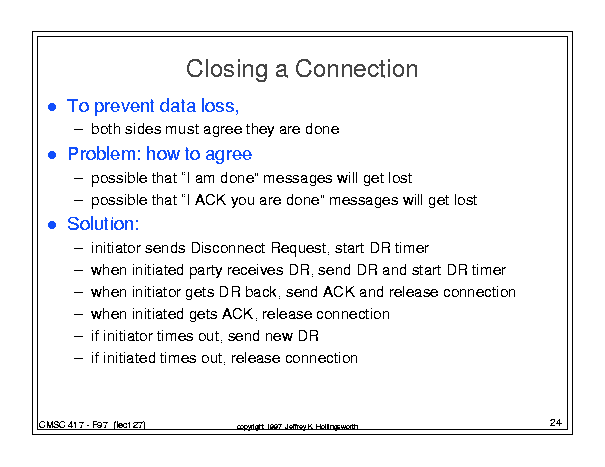 Closing a Connection
● To prevent data loss,
– both sides must agree they are done
● Problem: how to agree
– possible that "I am done" messages will get lost
– possible that "I ACK you are done" messages will get lost
● Solution:
– initiator sends Disconnect Request, start DR timer
– when initiated party receives DR, send DR and start DR timer
– when initiator gets DR back, send ACK and release connection
– when initiated gets ACK, release connection
– if initiator times out, send new DR
– if initiated times out, release connection
CMSC 417 - F97 (lect 27)
copyright 1997 Jeffrey K. Hollingsworth
24